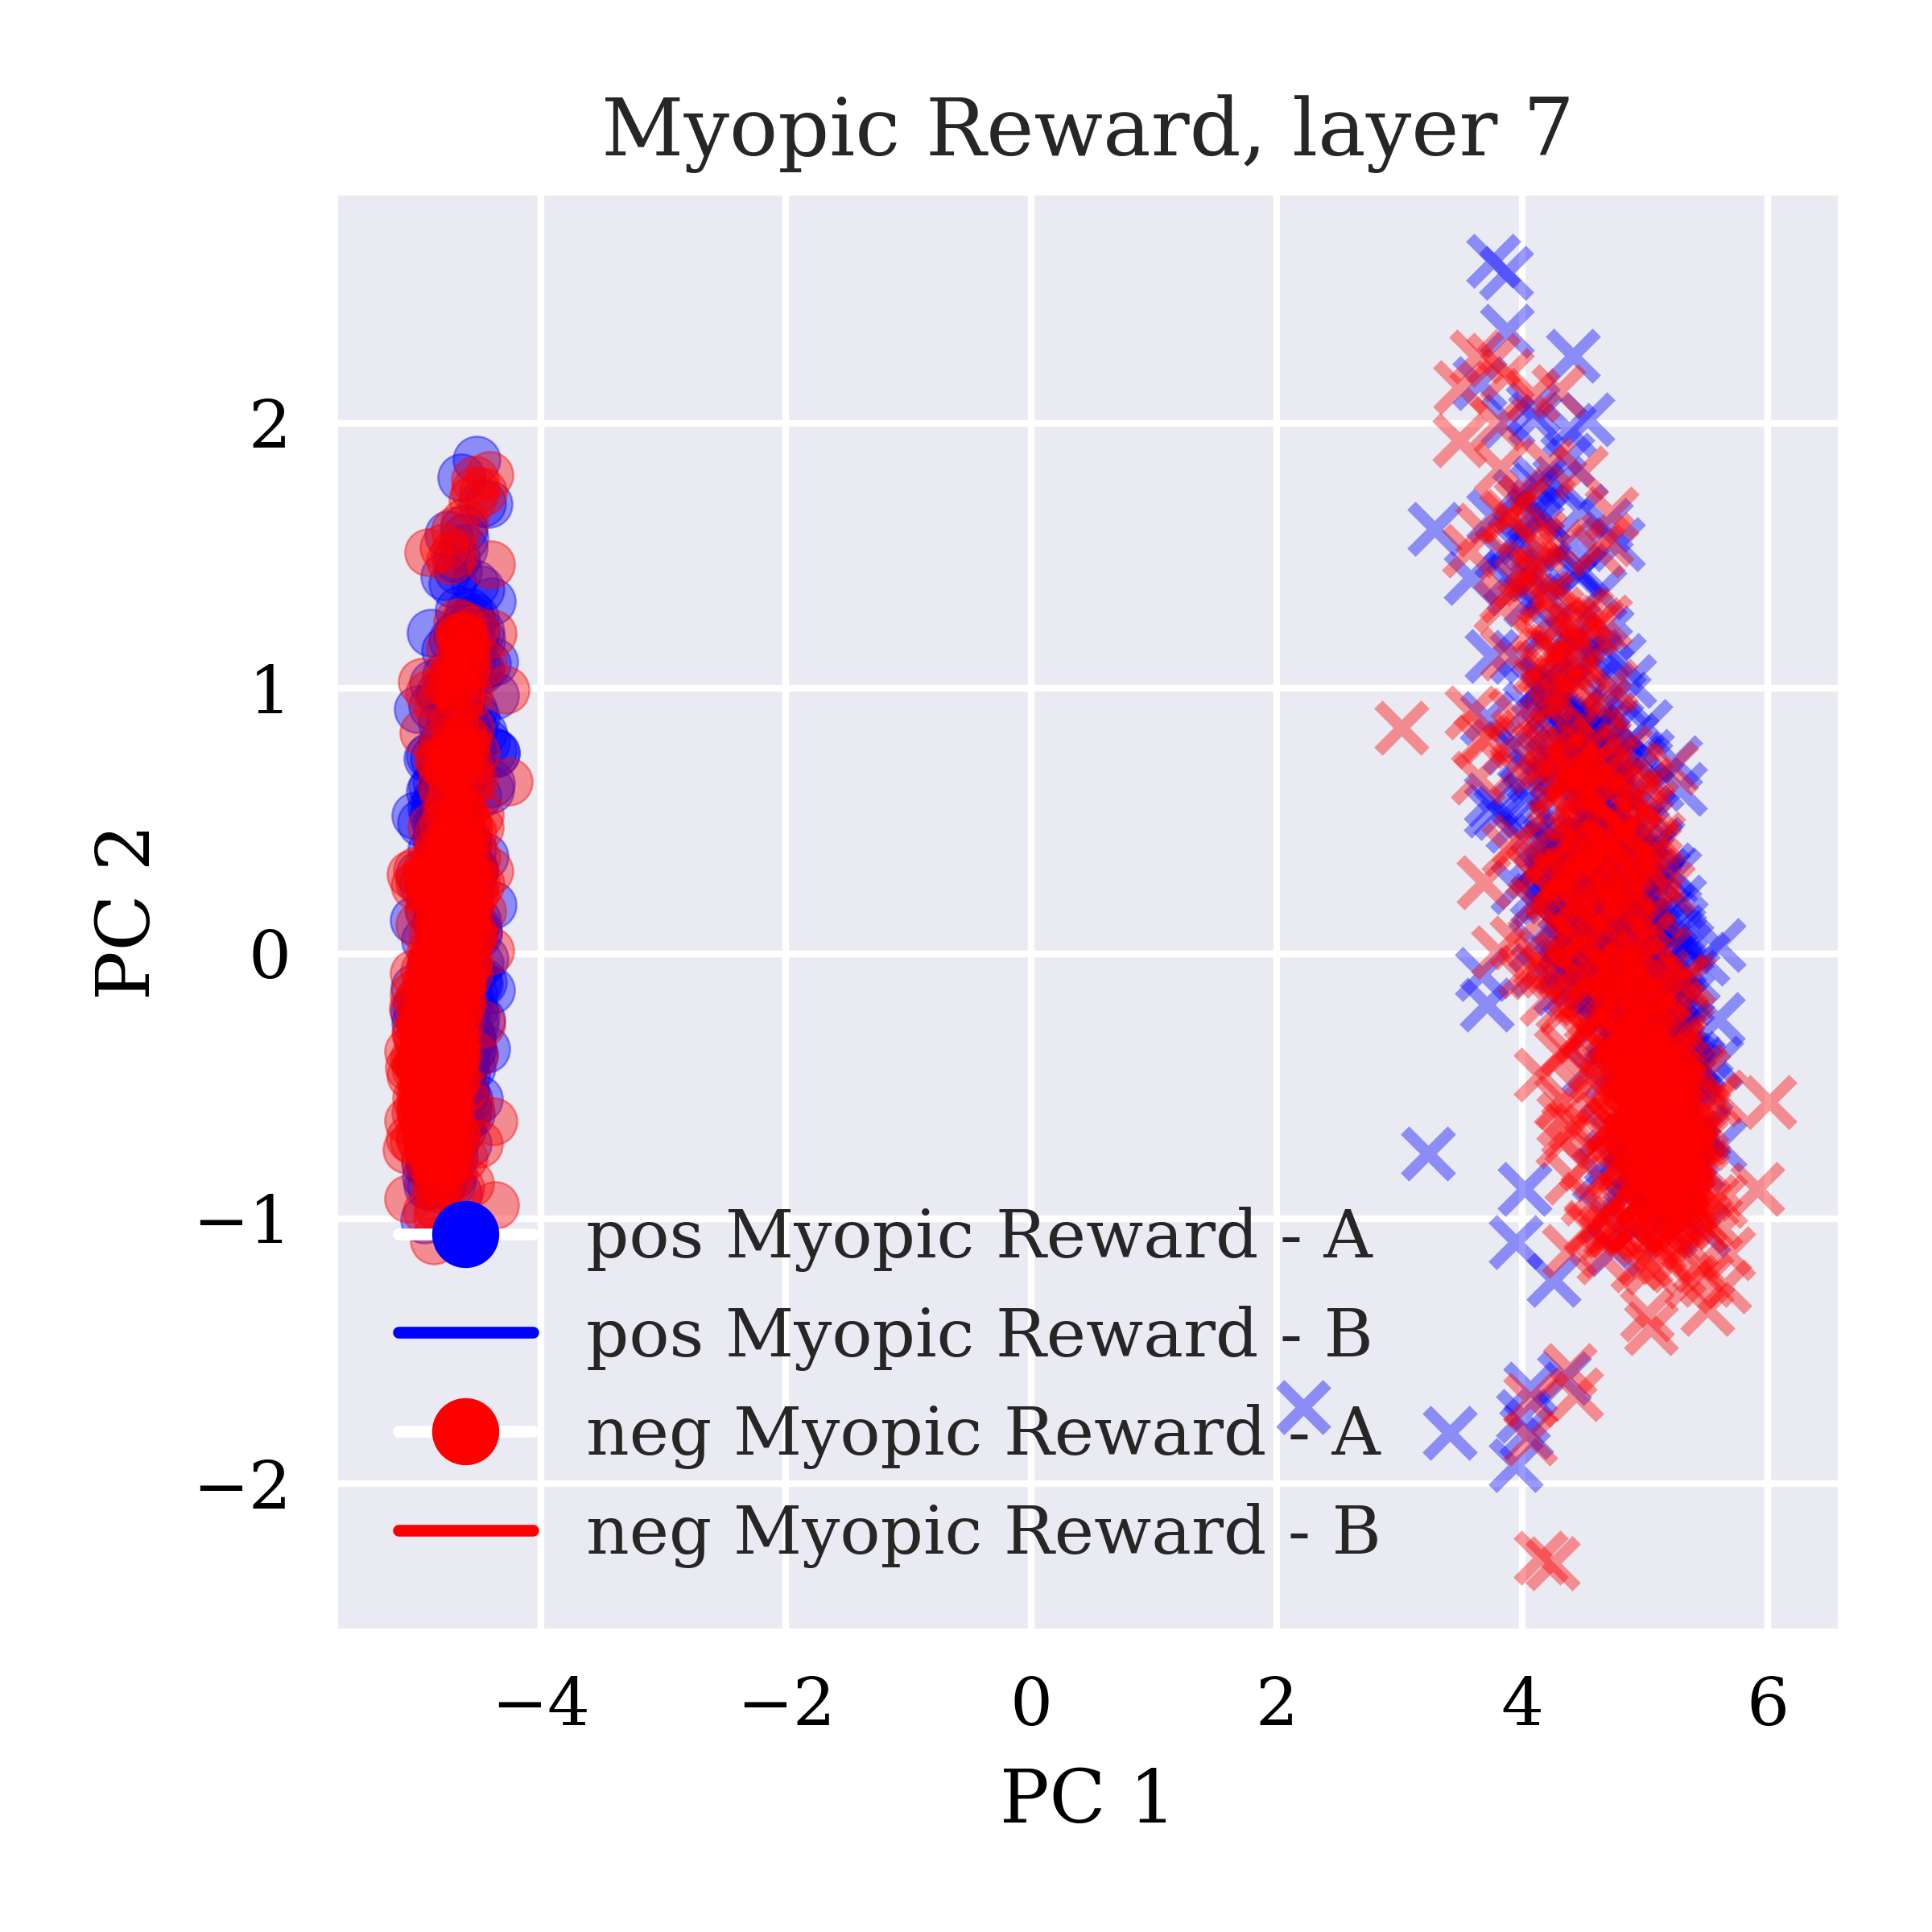 Myopic Reward, layer 7
PC 2
2
1
0
−1
−2
pos Myopic Reward - A
pos Myopic Reward - B
neg Myopic Reward - A
neg Myopic Reward - B
−4 −2 0 2 4 6
PC 1